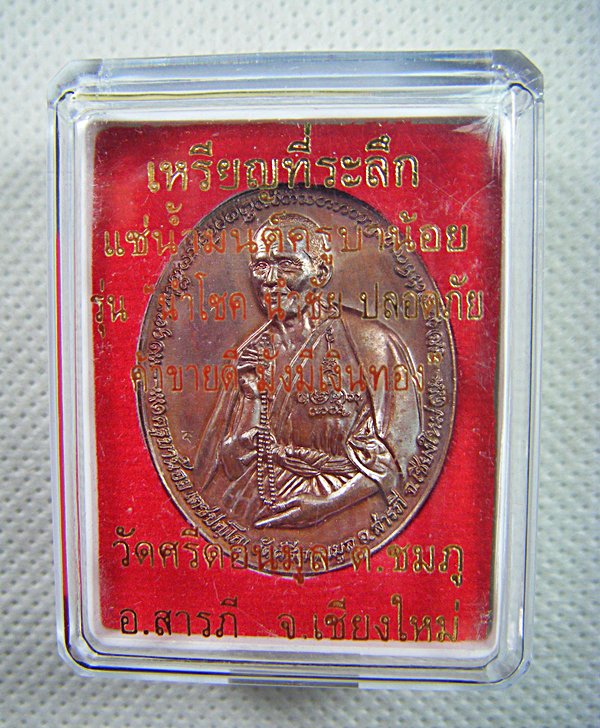 เหรียญที่ระลึก
แช่น้ำมนต์ครูบาน้อย
รุ่น "นำโชค นำชัย ปลอดภัย
ค้าขายดี มั่งมีเงินทอง"
วัดศรีดอนมูล ต.ชมภู
อ.สารภี จ.เชียงใหม่